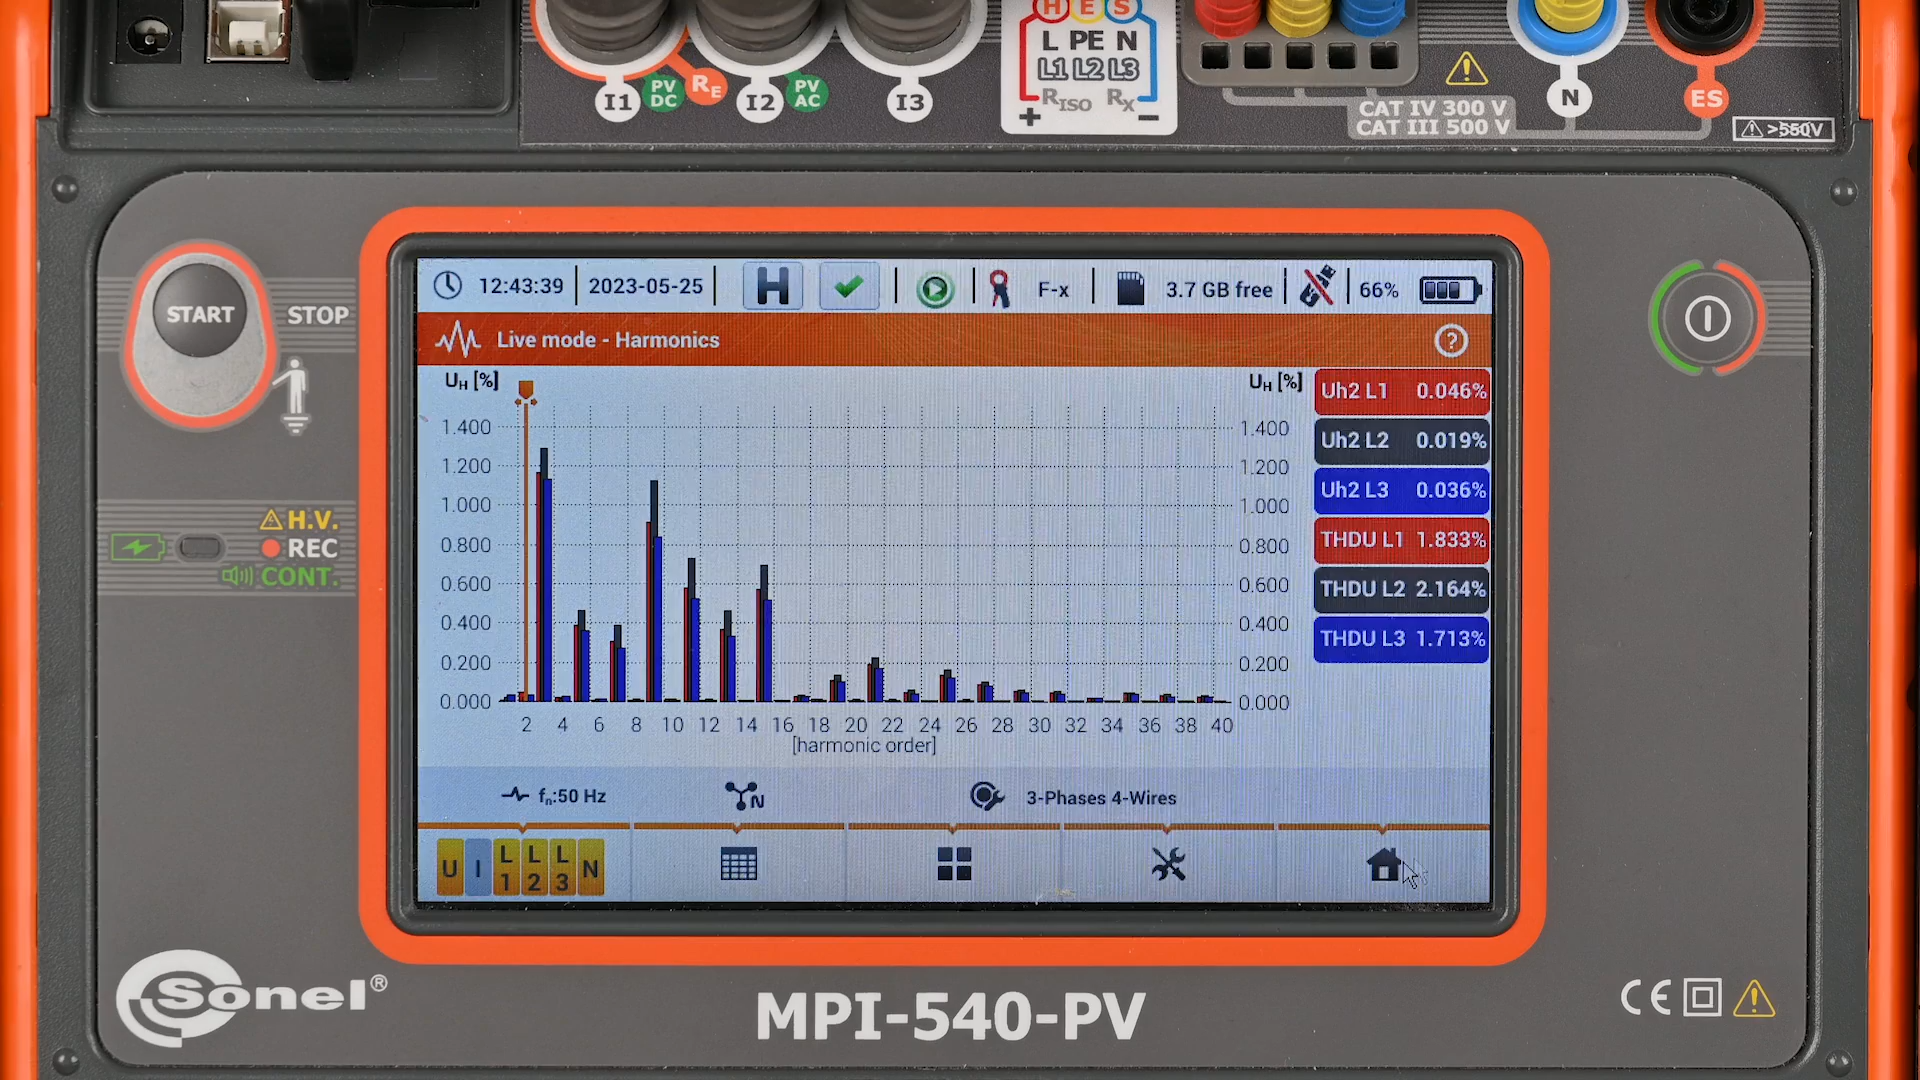 H E S
L PE N
L1 L2 L3
RISO RX
+ −
I1 PV DC RE I2 PV AC I3
CAT IV 300 V
CAT III 500 V
N
ES
>550V
START
STOP
H.V.
REC
CONT.
12:43:39 2023-05-25 H F-x 3.7 GB free 66%
Live mode - Harmonics ?
UH [%] UH [%]
1.400 1.400
1.200 1.200
1.000 1.000
0.800 0.800
0.600 0.600
0.400 0.400
0.200 0.200
0.000 0.000
2 4 6 8 10 12 14 16 18 20 22 24 26 28 30 32 34 36 38 40
[harmonic order]
Uh2 L1 0.046%
Uh2 L2 0.019%
Uh2 L3 0.036%
THDU L1 1.833%
THDU L2 2.164%
THDU L3 1.713%
fn:50 Hz N 3-Phases 4-Wires
U I L1 L2 L3 N
Sonel®
MPI-540-PV
CE